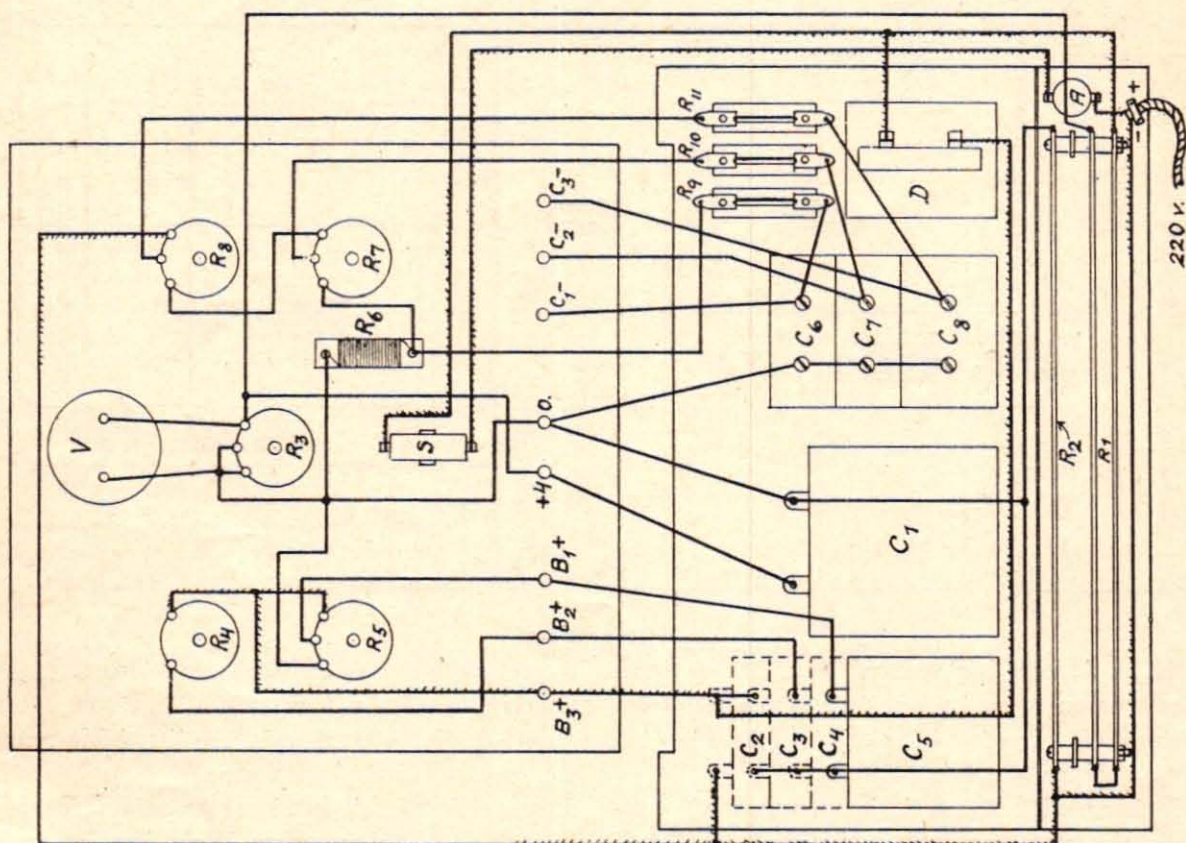 R11
R10
R9
A
+
-
220 v.
D
C3-
C2-
C1-
R8
R7
R6
C6
C7
C8
R2
R1
V
R3
S
0.
+4
C1
B1+
B2+
B3+
R4
R5
C2
C3
C4
C5